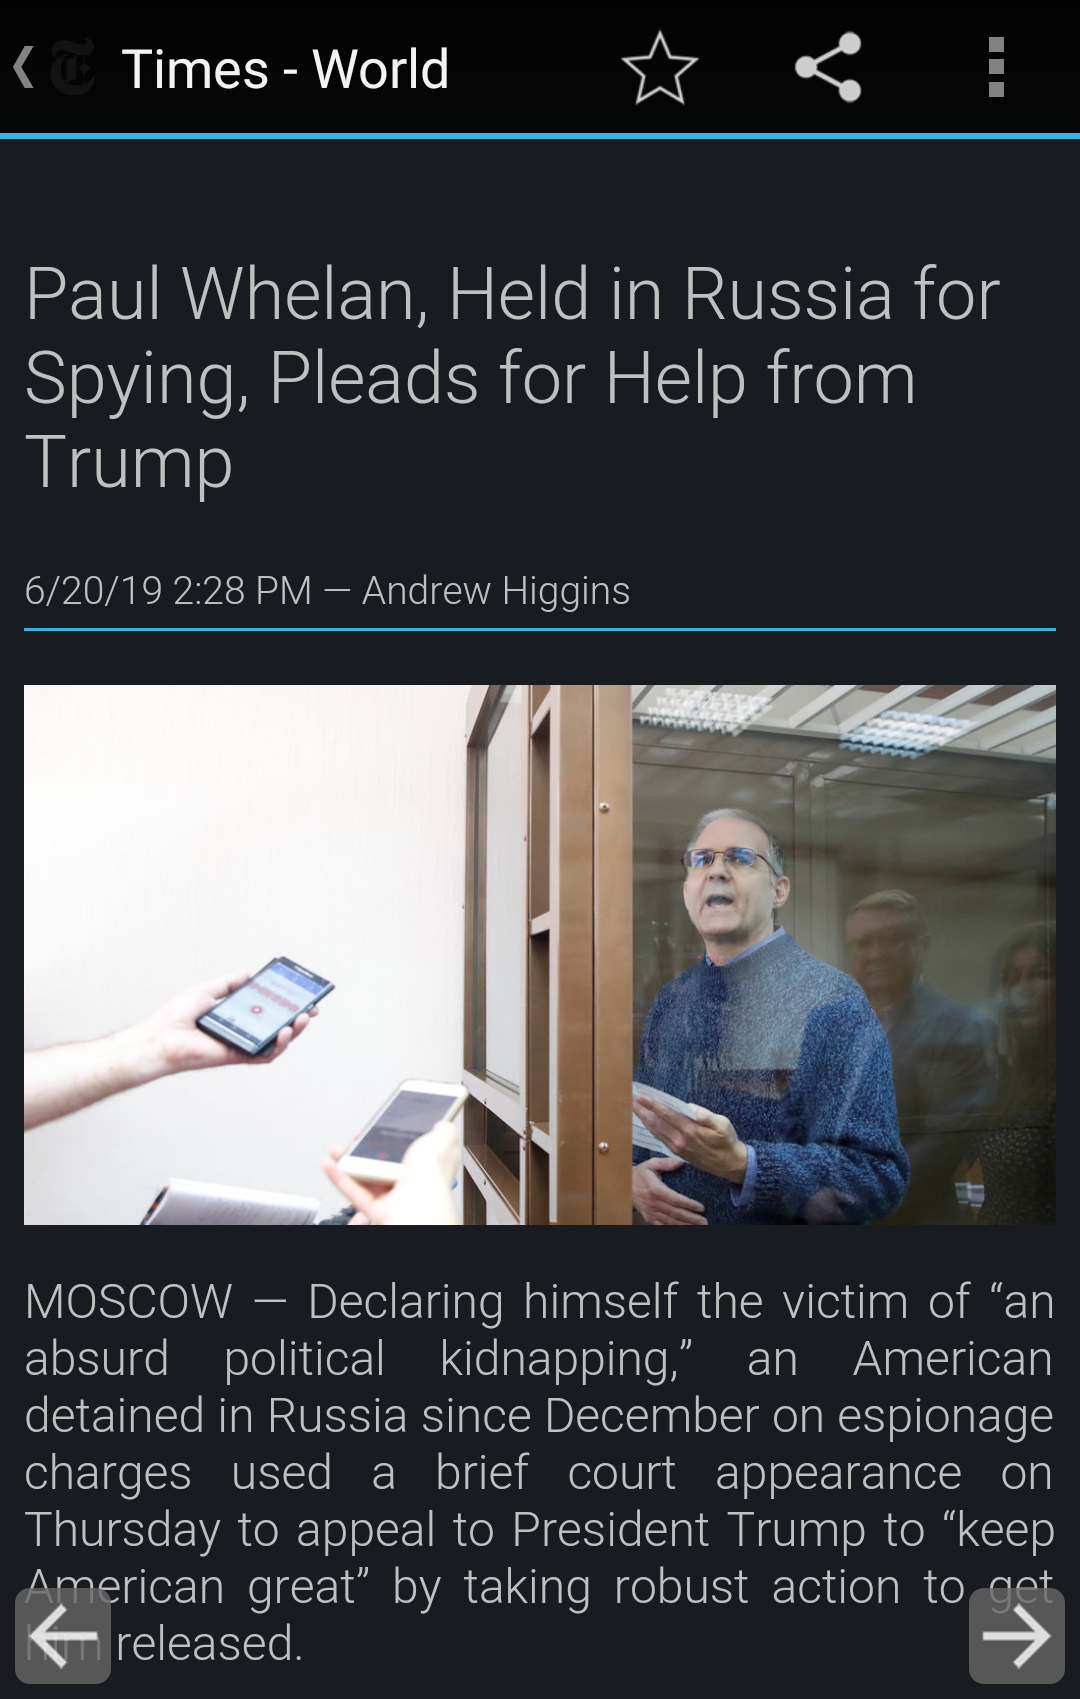 Times - World
Paul Whelan, Held in Russia for
Spying, Pleads for Help from
Trump
6/20/19 2:28 PM — Andrew Higgins
MOSCOW — Declaring himself the victim of “an
absurd political kidnapping,” an American
detained in Russia since December on espionage
charges used a brief court appearance on
Thursday to appeal to President Trump to “keep
American great” by taking robust action to get
him released.